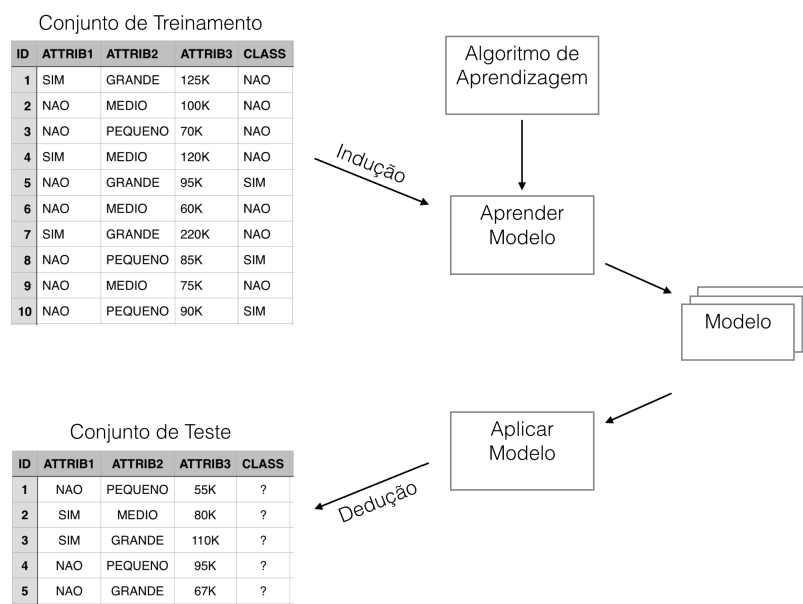 Conjunto de Treinamento
ID ATTRIB1 ATTRIB2 ATTRIB3 CLASS
1 SIM GRANDE 125K NAO
2 NAO MEDIO 100K NAO
3 NAO PEQUENO 70K NAO
4 SIM MEDIO 120K NAO
5 NAO GRANDE 95K SIM
6 NAO MEDIO 60K NAO
7 SIM GRANDE 220K NAO
8 NAO PEQUENO 85K SIM
9 NAO MEDIO 75K NAO
10 NAO PEQUENO 90K SIM
Indução
Algoritmo de
Aprendizagem
Aprender
Modelo
Modelo
Aplicar
Modelo
Dedução
Conjunto de Teste
ID ATTRIB1 ATTRIB2 ATTRIB3 CLASS
1 NAO PEQUENO 55K ?
2 SIM MEDIO 80K ?
3 SIM GRANDE 110K ?
4 NAO PEQUENO 95K ?
5 NAO GRANDE 67K ?